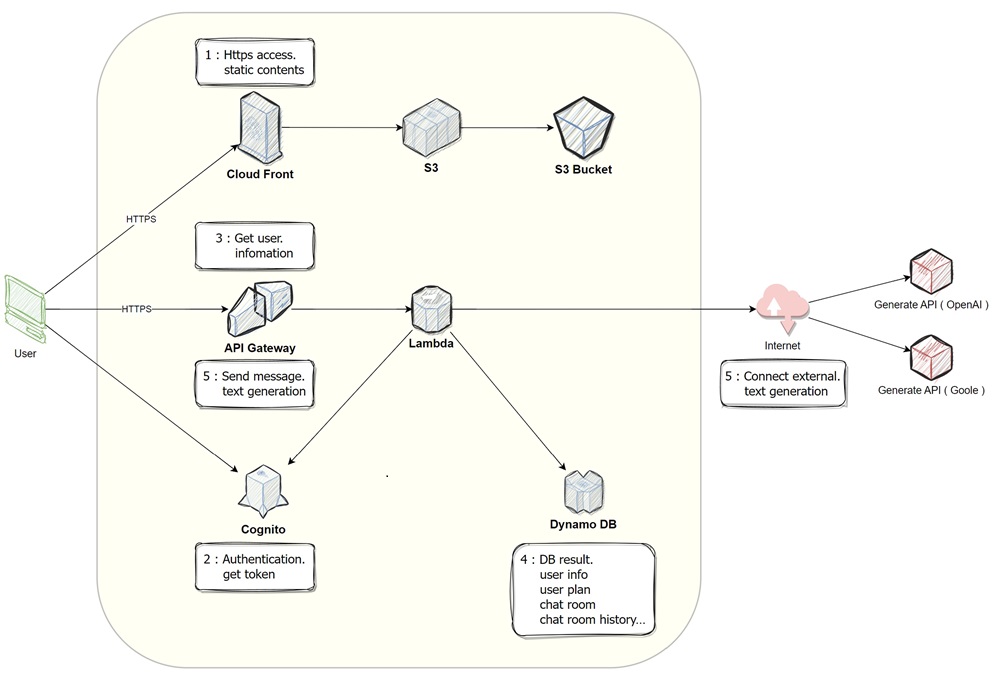 1 : Https access.
static contents
Cloud Front
S3
S3 Bucket
HTTPS
3 : Get user.
infomation
User
HTTPS
API Gateway
Lambda
5 : Send message.
text generation
Internet
5 : Connect external.
text generation
Generate API ( OpenAI )
Generate API ( Goole )
Cognito
2 : Authentication.
get token
Dynamo DB
4 : DB result.
user info
user plan
chat room
chat room history...